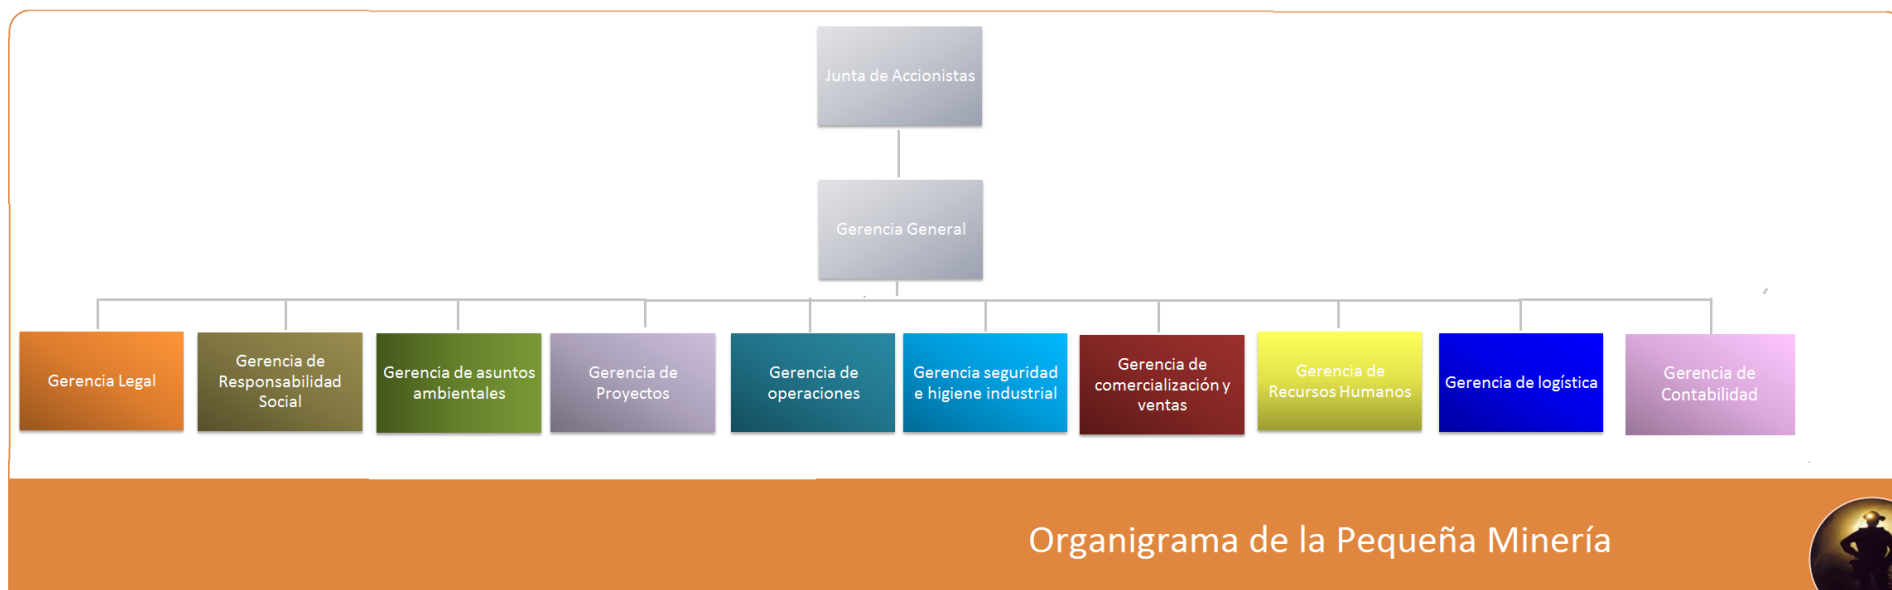 Junta de Accionistas
Gerencia General
Gerencia Legal
Gerencia de
Responsabilidad
Social
Gerencia de asuntos
ambientales
Gerencia de
Proyectos
Gerencia de
operaciones
Gerencia seguridad
e higiene industrial
Gerencia de
comercialización y
ventas
Gerencia de
Recursos Humanos
Gerencia de logística
Gerencia de
Contabilidad
Organigrama de la Pequeña Minería